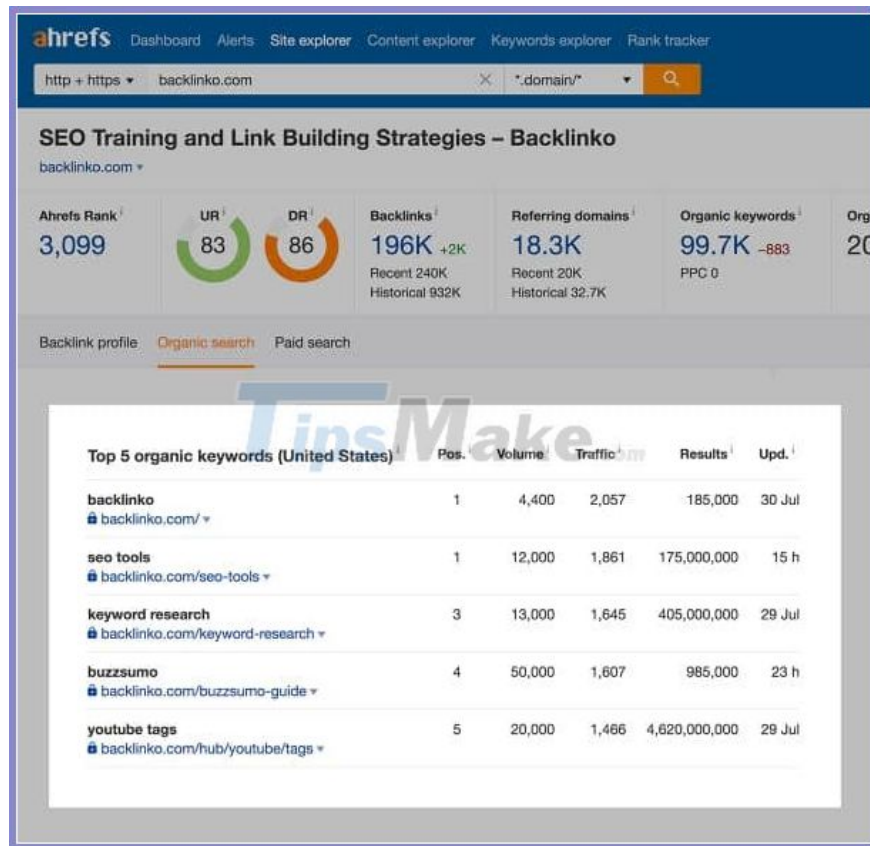 ahrefs Dashboard Alerts Site explorer Content explorer Keywords explorer Rank tracker
http + https backlinko.com *.domain/*
SEO Training and Link Building Strategies – Backlinko
backlinko.com
Ahrefs Rank UR DR Backlinks Referring domains Organic keywords Org
3,099 83 86 196K +2K 18.3K 99.7K –883 20
Recent 240K Recent 20K PPC 0
Historical 932K Historical 32.7K
Backlink profile Organic search Paid search
TipsMake.com
Top 5 organic keywords (United States) Pos. Volume Traffic Results Upd.
backlinko 1 4,400 2,057 185,000 30 Jul
backlinko.com/
seo tools 1 12,000 1,861 175,000,000 15 h
backlinko.com/seo-tools
keyword research 3 13,000 1,645 405,000,000 29 Jul
backlinko.com/keyword-research
buzzsumo 4 50,000 1,607 985,000 23 h
backlinko.com/buzzsumo-guide
youtube tags 5 20,000 1,466 4,620,000,000 29 Jul
backlinko.com/hub/youtube/tags